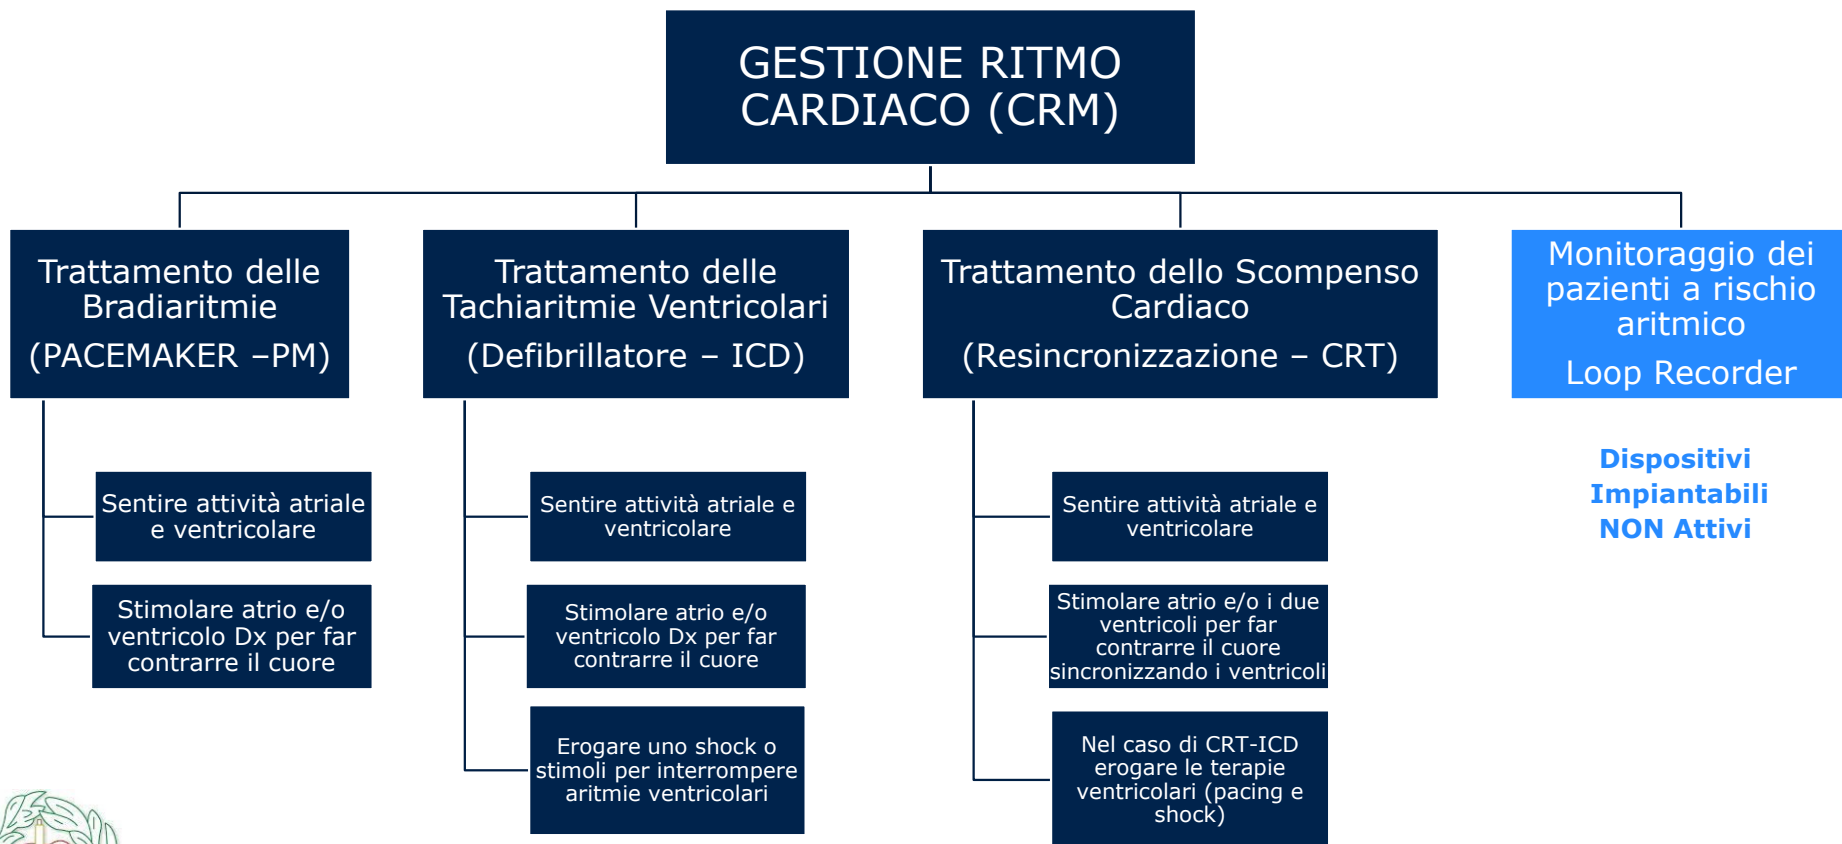 GESTIONE RITMO
CARDIACO (CRM)
Trattamento delle
Bradiaritmie
(PACEMAKER –PM)
Sentire attività atriale
e ventricolare
Stimolare atrio e/o
ventricolo Dx per far
contrarre il cuore
Trattamento delle
Tachiaritmie Ventricolari
(Defibrillatore – ICD)
Sentire attività atriale e
ventricolare
Stimolare atrio e/o
ventricolo Dx per far
contrarre il cuore
Erogare uno shock o
stimoli per interrompere
aritmie ventricolari
Trattamento dello Scompenso
Cardiaco
(Resincronizzazione – CRT)
Sentire attività atriale e
ventricolare
Stimolare atrio e/o i due
ventricoli per far
contrarre il cuore
sincronizzando i ventricoli
Nel caso di CRT-ICD
erogare le terapie
ventricolari (pacing e
shock)
Monitoraggio dei
pazienti a rischio
aritmico
Loop Recorder
Dispositivi
Impiantabili
NON Attivi